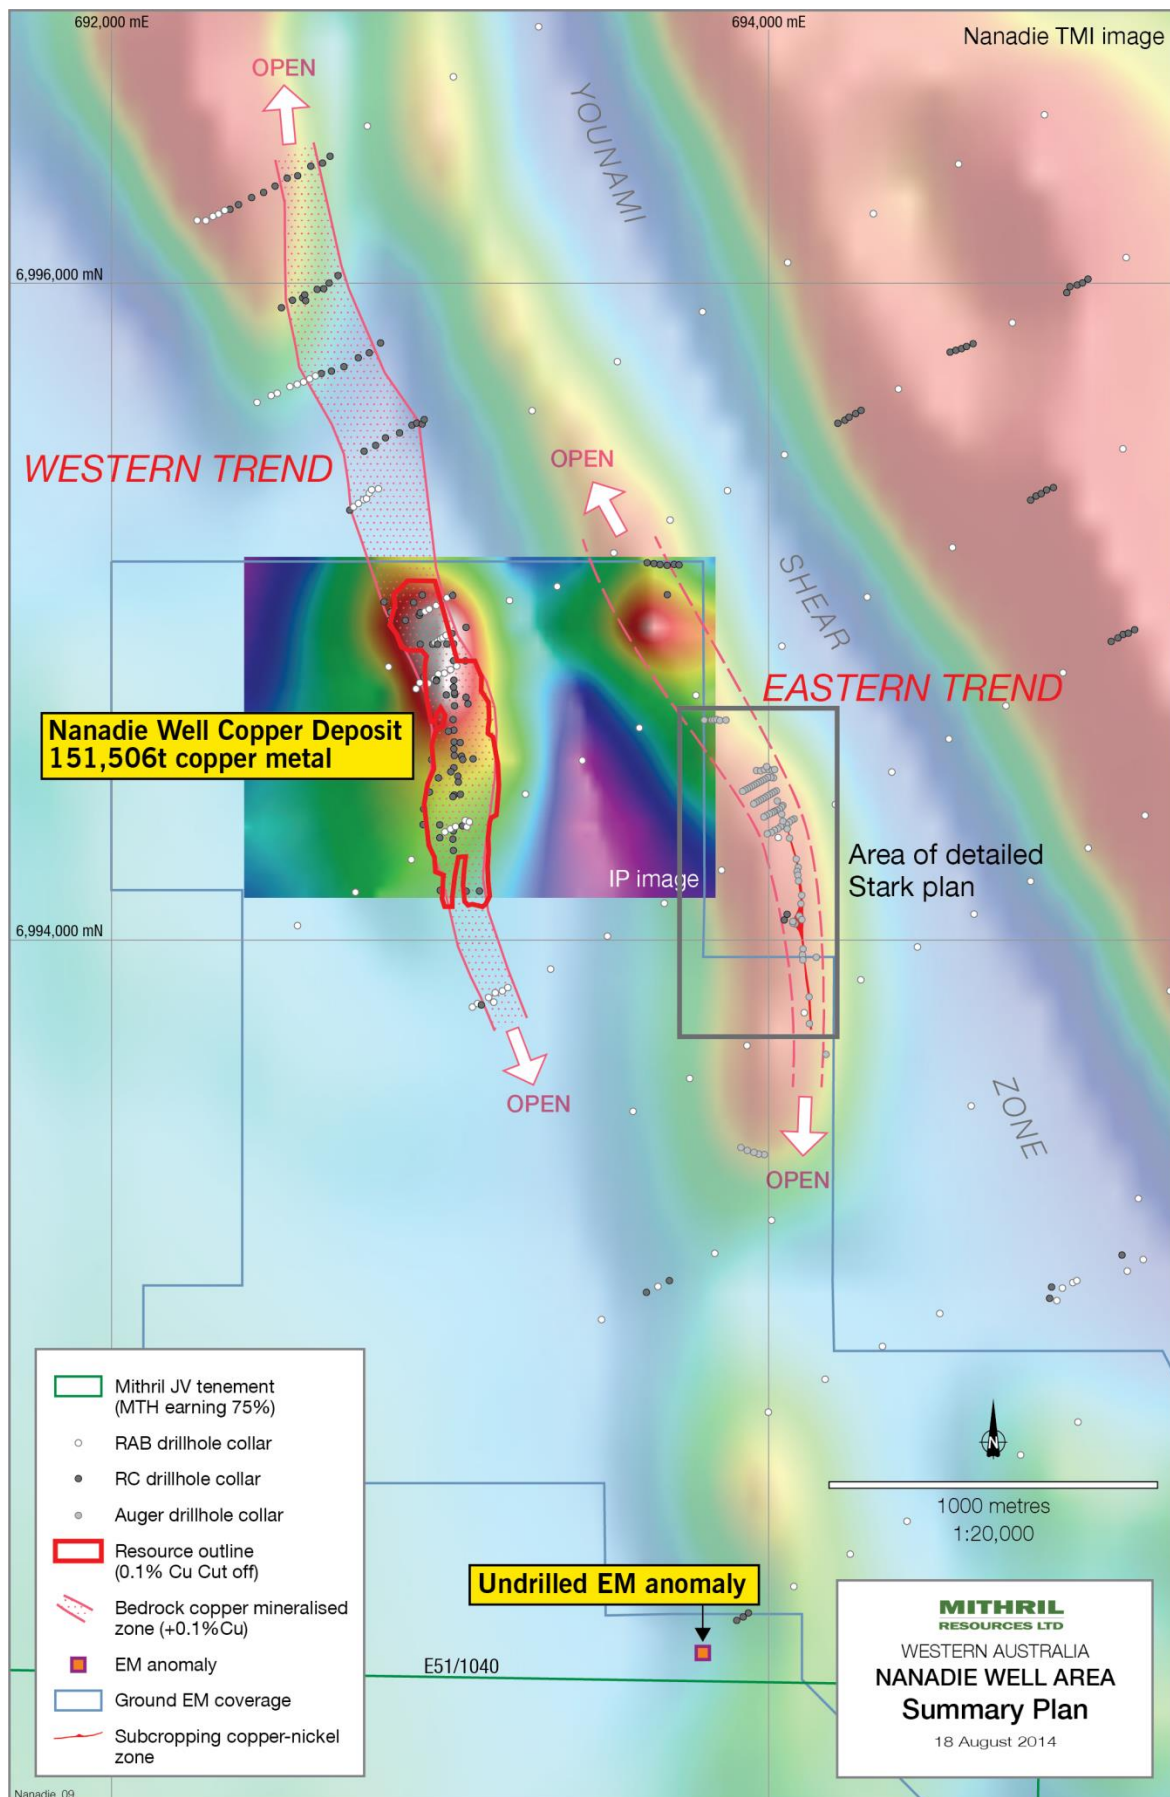 692,000 mE
694,000 mE
Nanadie TMI image
OPEN
YOUNAMI
6,996,000 mN
WESTERN TREND
OPEN
SHEAR
EASTERN TREND
Nanadie Well Copper Deposit
151,506t copper metal
Area of detailed
Stark plan
IP image
6,994,000 mN
ZONE
OPEN
OPEN
Mithril JV tenement
(MTH earning 75%)
RAB drillhole collar
RC drillhole collar
Auger drillhole collar
Resource outline
(0.1% Cu Cut off)
Bedrock copper mineralised
zone (+0.1%Cu)
EM anomaly
Ground EM coverage
Subcropping copper-nickel
zone
N
1000 metres
1:20,000
Undrilled EM anomaly
E51/1040
MITHRIL
RESOURCES LTD
WESTERN AUSTRALIA
NANADIE WELL AREA
Summary Plan
18 August 2014
Nanadie_09